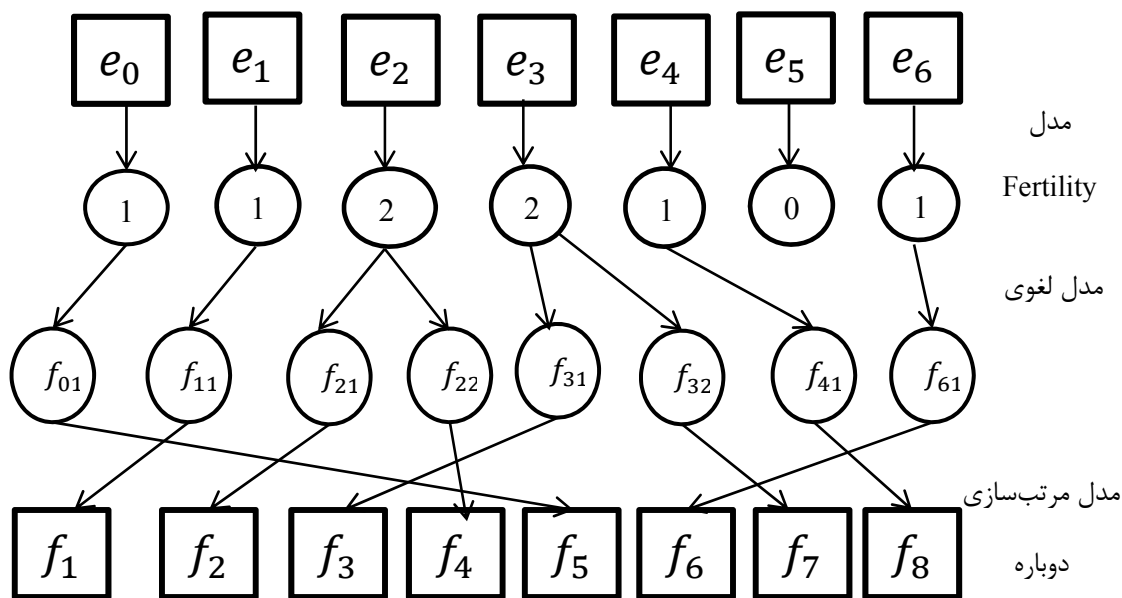 e₀ e₁ e₂ e₃ e₄ e₅ e₆
مدل
Fertility
1 1 2 2 1 0 1
مدل لغوی
f₀₁ f₁₁ f₂₁ f₂₂ f₃₁ f₃₂ f₄₁ f₆₁
مدل مرتب‌سازی
f₁ f₂ f₃ f₄ f₅ f₆ f₇ f₈
دوباره